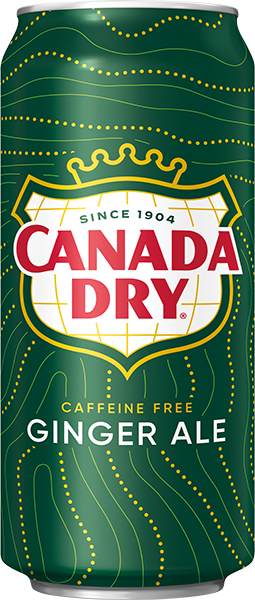 SINCE 1904
CANADA
DRY®
CAFFEINE FREE
GINGER ALE